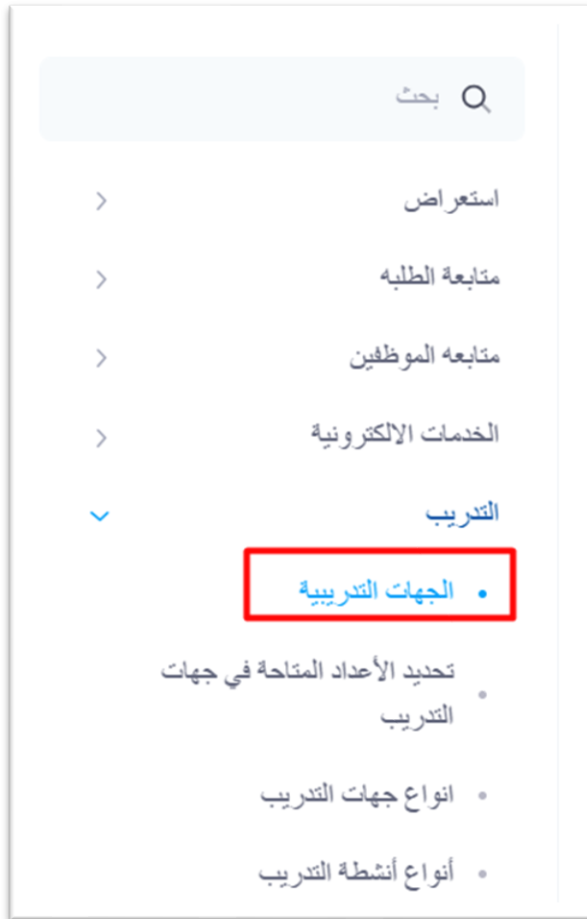 بحث
استعراض
متابعة الطلبه
متابعه الموظفين
الخدمات الالكترونية
التدريب
الجهات التدريبية
تحديد الأعداد المتاحة في جهات
التدريب
انواع جهات التدريب
أنواع أنشطة التدريب